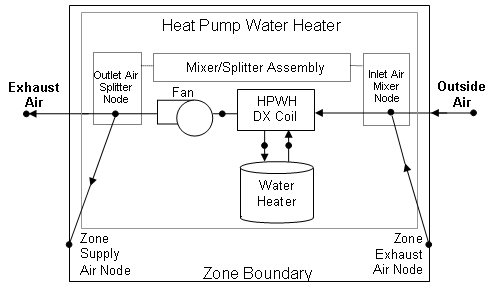 Heat Pump Water Heater
Mixer/Splitter Assembly
Outlet Air
Splitter
Node
Inlet Air
Mixer
Node
Exhaust
Air
Fan
HPWH
DX Coil
Outside
Air
Water
Heater
Zone
Supply
Air Node
Zone
Exhaust
Air Node
Zone Boundary